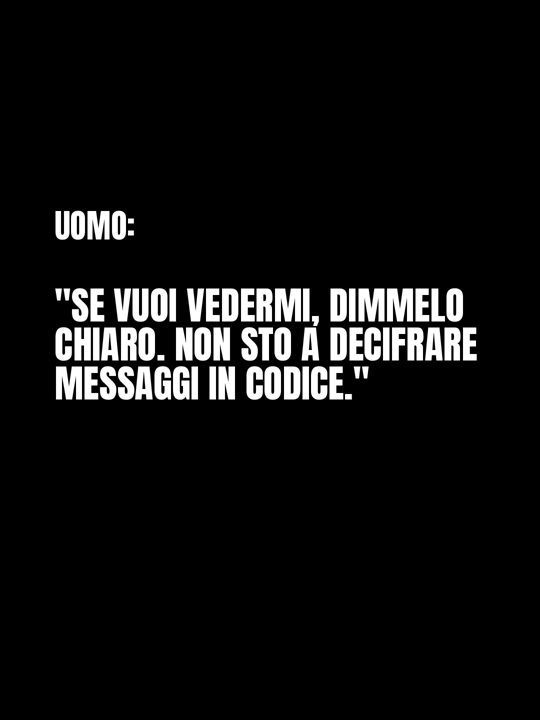 UOMO:
"SE VUOI VEDERMI, DIMMELO
CHIARO. NON STO A DECIFRARE
MESSAGGI IN CODICE."